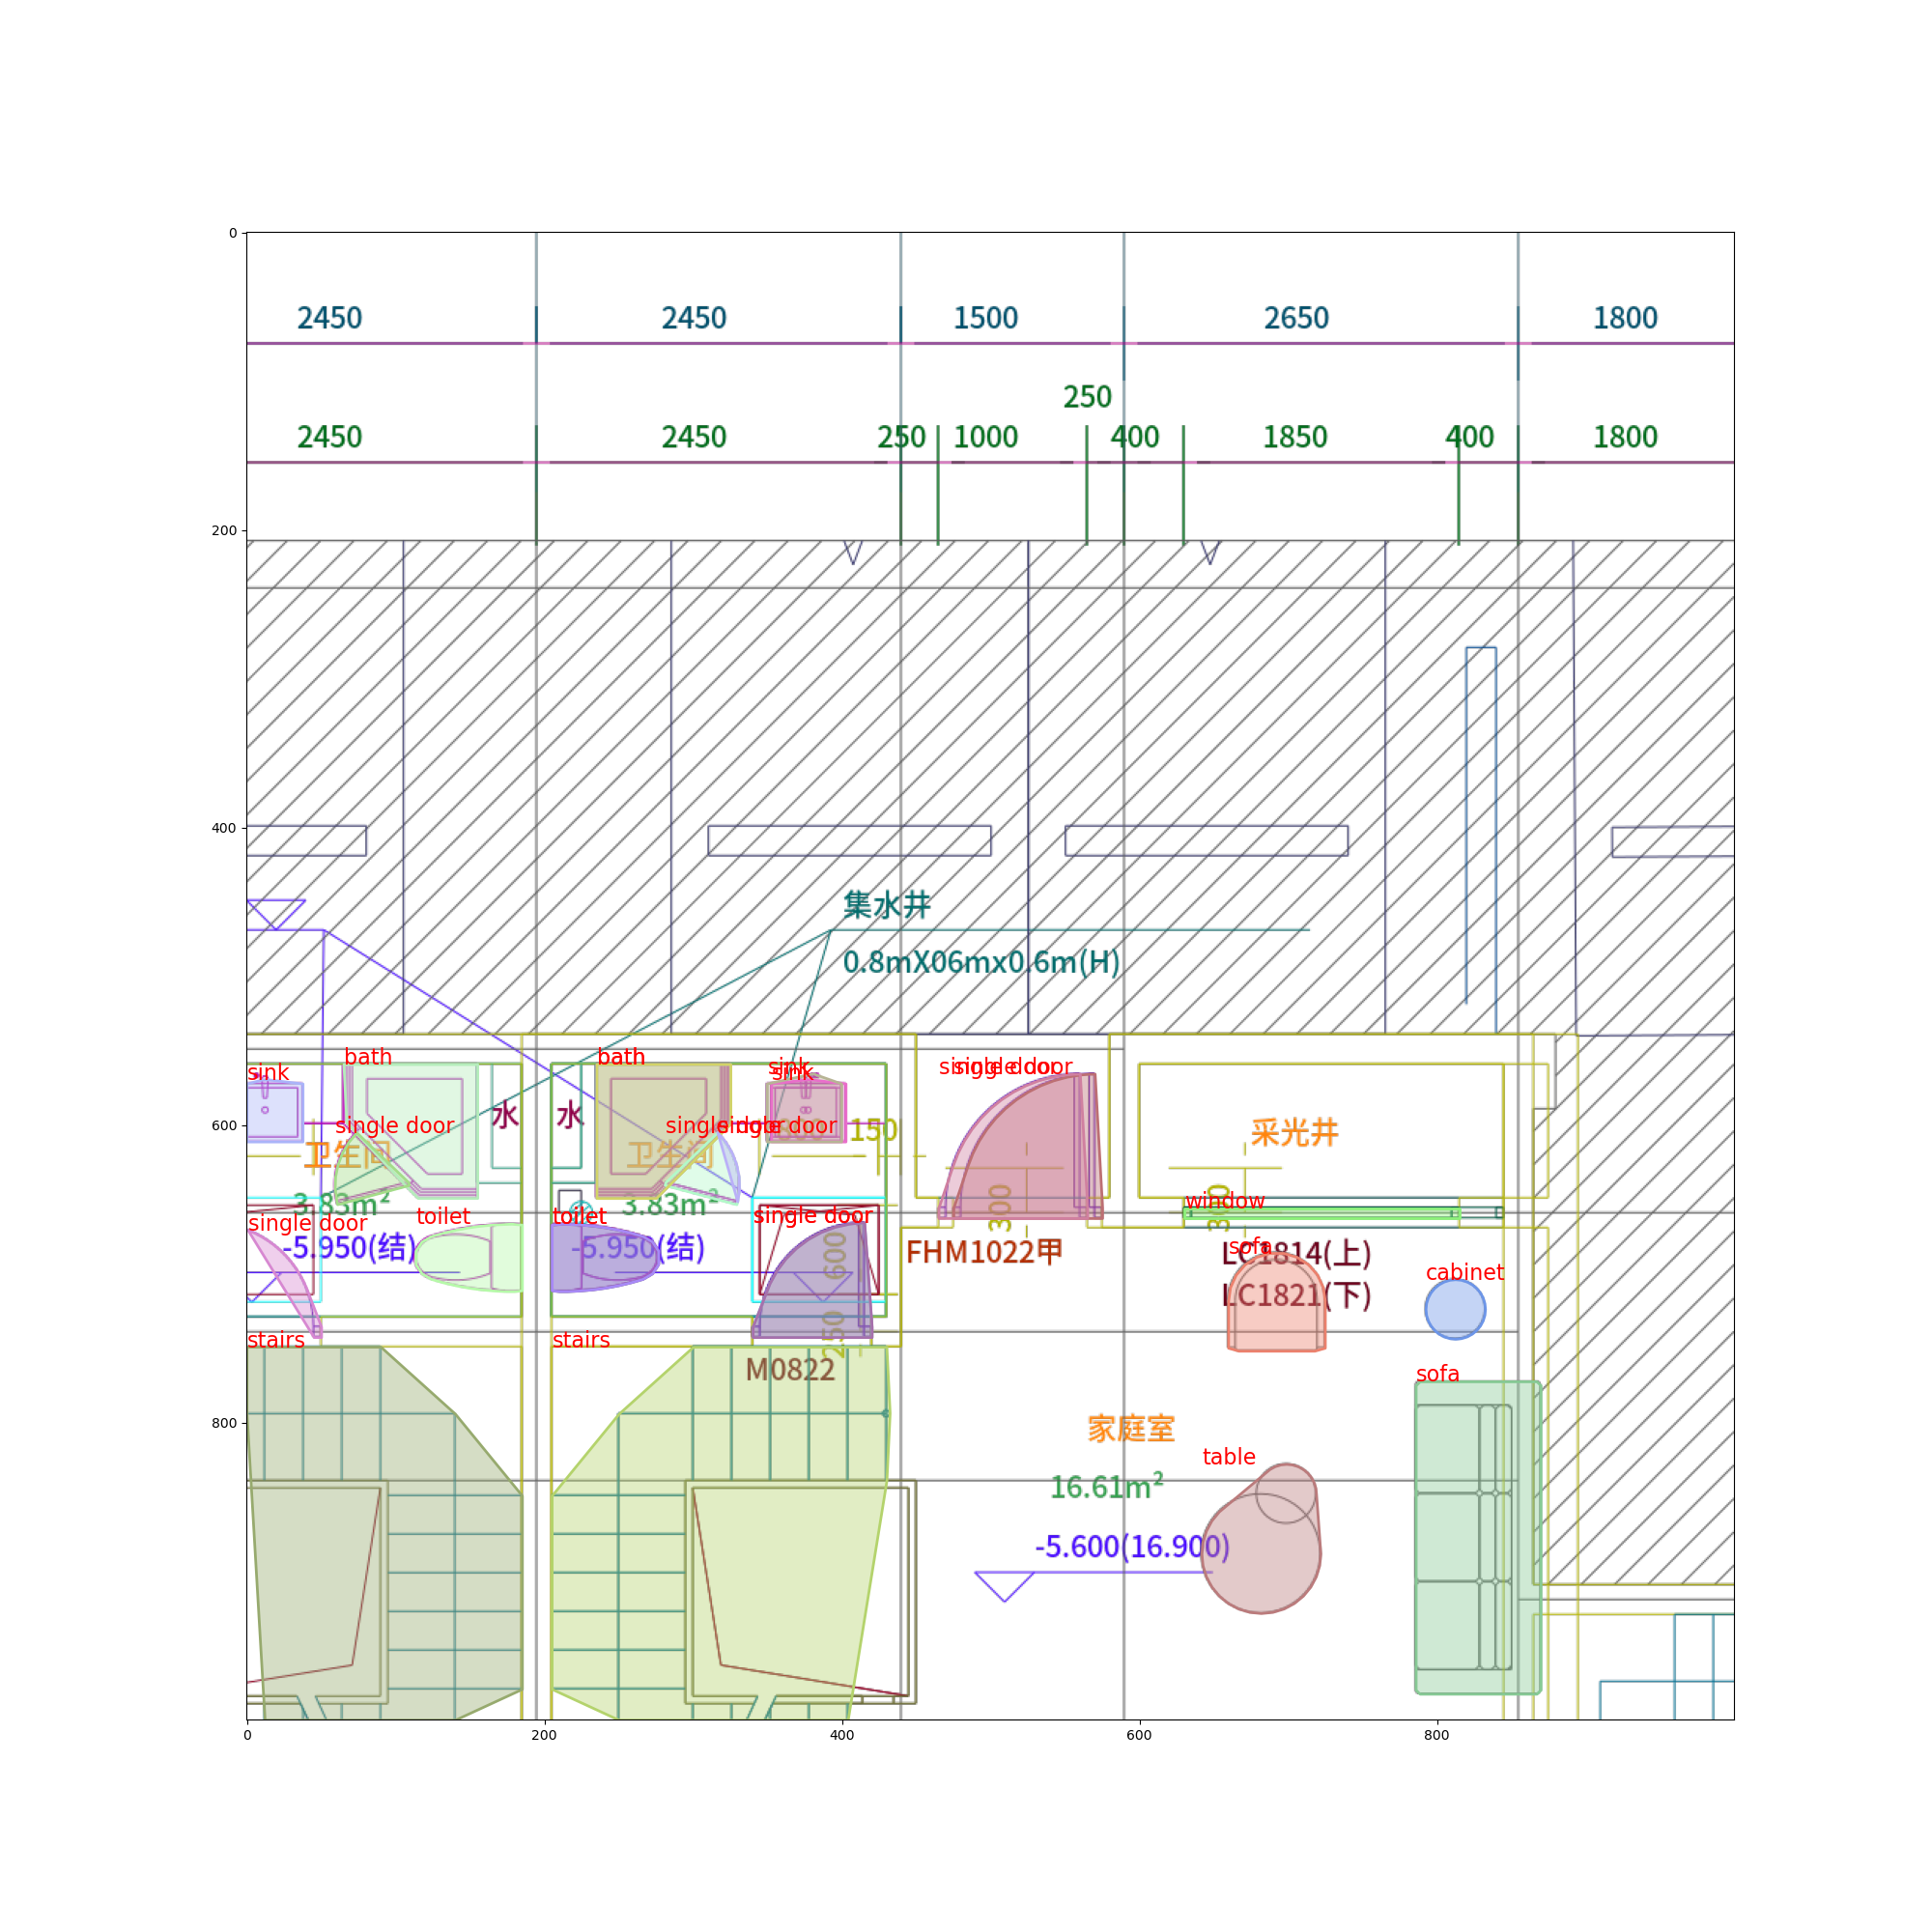 0
200
400
600
800
0
200
400
600
800
2450
2450
1500
2650
1800
250
2450
2450
250
1000
400
1850
400
1800
集水井
0.8mX06mx0.6m(H)
sink
bath
bath
sink
sink
single door
single door
single door
single door
single door
水
水
150
卫生间
卫生间
采光井
3.83m²
3.83m²
300
300
window
single door
toilet
toilet
single door
-5.950(结)
-5.950(结)
600
FHM1022甲
LC1814(上)
LC1821(下)
sofa
cabinet
250
stairs
stairs
M0822
sofa
家庭室
table
16.61m²
-5.600(16.900)